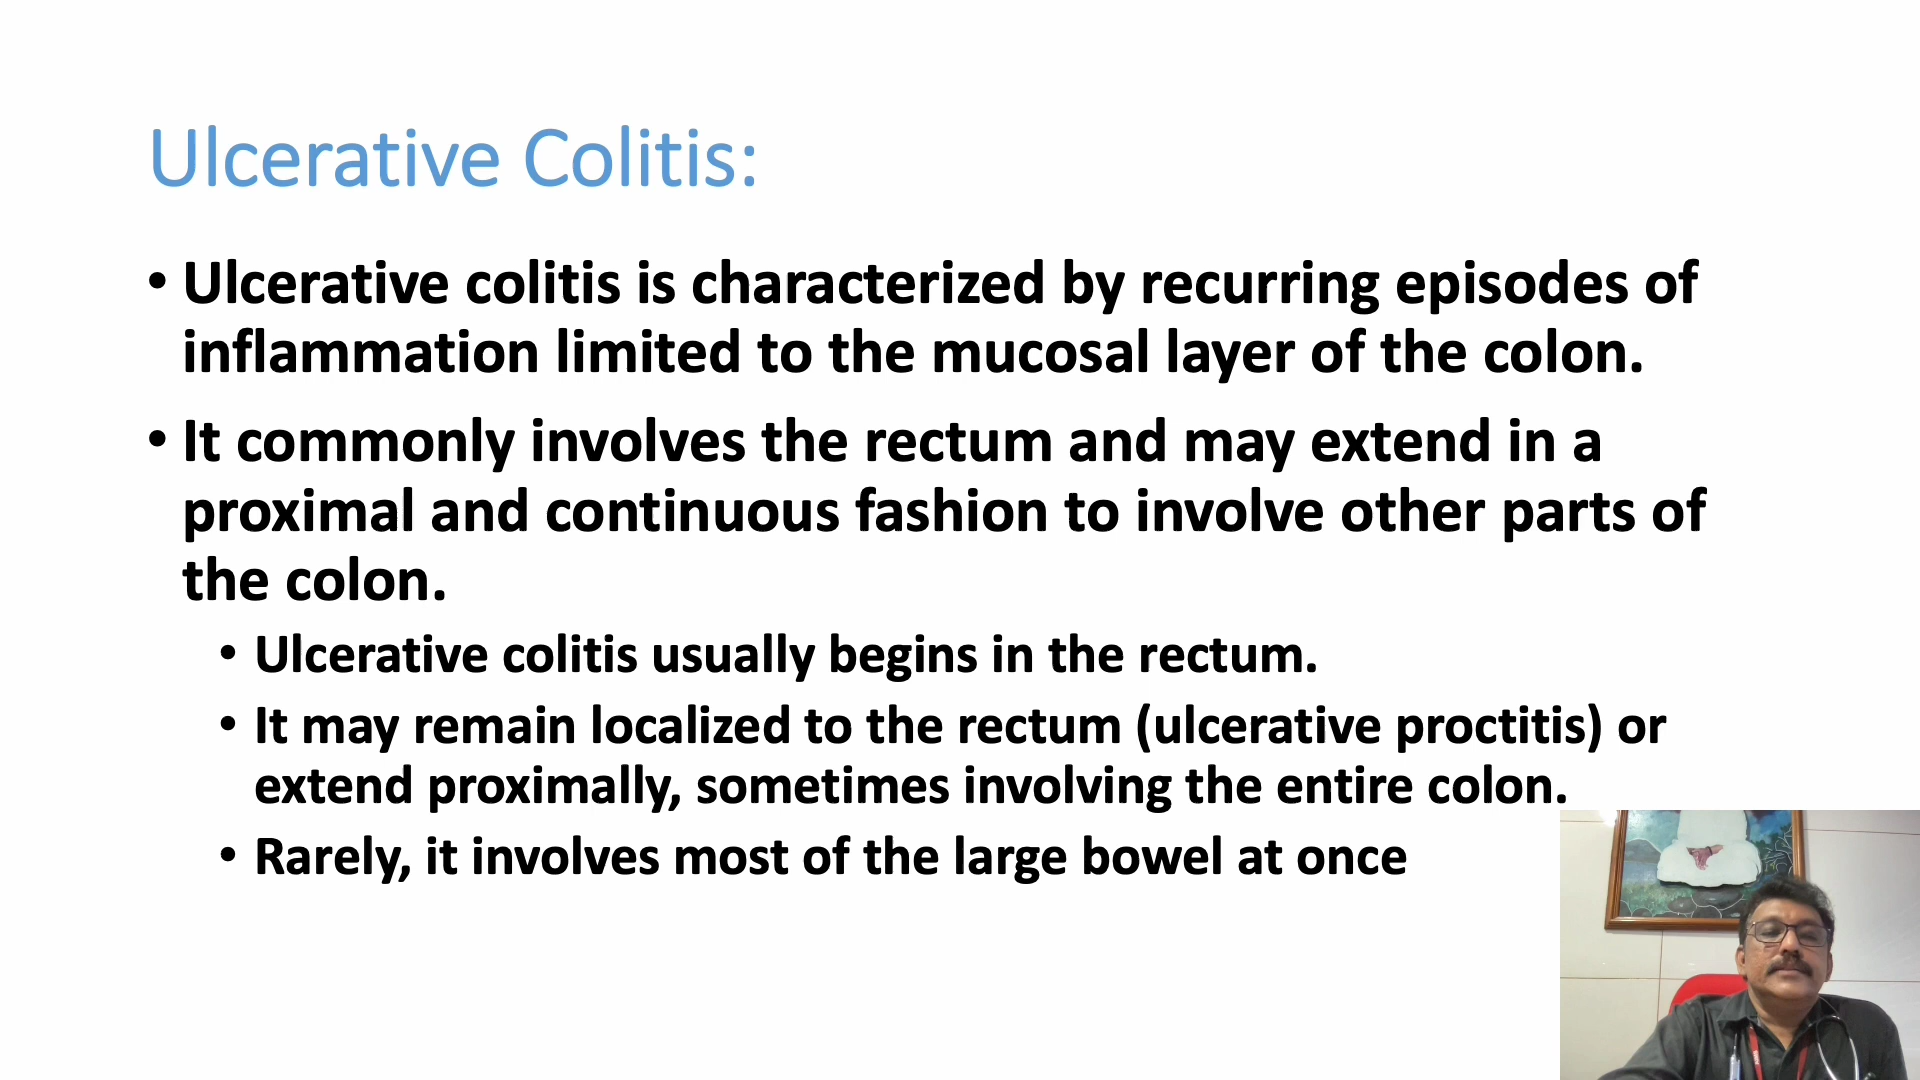 Ulcerative Colitis:
• Ulcerative colitis is characterized by recurring episodes of
inflammation limited to the mucosal layer of the colon.
• It commonly involves the rectum and may extend in a
proximal and continuous fashion to involve other parts of
the colon.
• Ulcerative colitis usually begins in the rectum.
• It may remain localized to the rectum (ulcerative proctitis) or
extend proximally, sometimes involving the entire colon.
• Rarely, it involves most of the large bowel at once